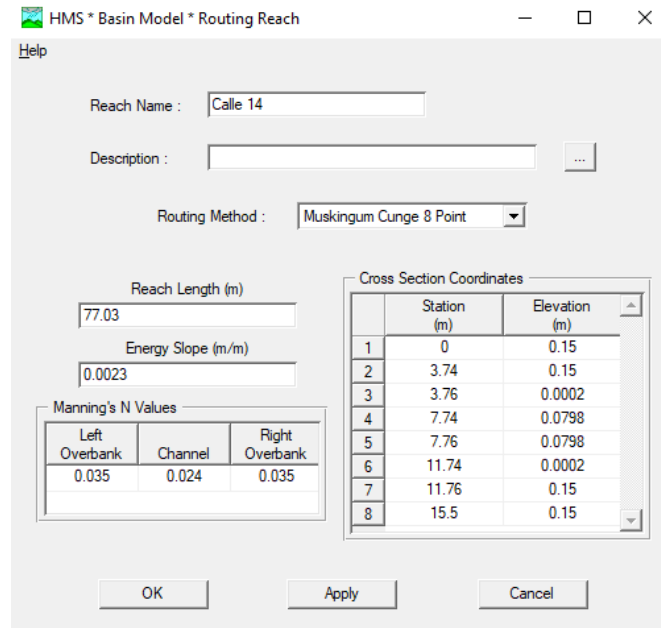 HMS * Basin Model * Routing Reach
Help
Reach Name : Calle 14
Description : ...
Routing Method : Muskingum Cunge 8 Point
Reach Length (m)
77.03
Energy Slope (m/m)
0.0023
Manning's N Values
Left Overbank Channel Right Overbank
0.035 0.024 0.035
Cross Section Coordinates
Station (m) Elevation (m)
1 0 0.15
2 3.74 0.15
3 3.76 0.0002
4 7.74 0.0798
5 7.76 0.0798
6 11.74 0.0002
7 11.76 0.15
8 15.5 0.15
OK Apply Cancel